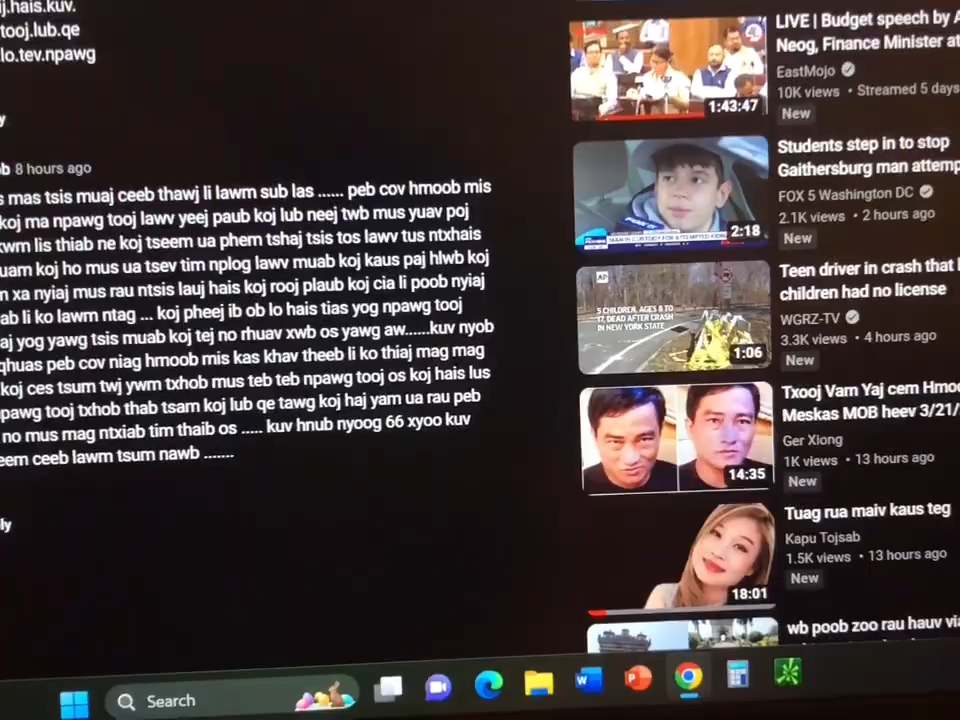 ij.hais.kuv.
tooj.lub.qe
lo.tev.npawg
8 hours ago
mas tsis muaj ceeb thawj li lawm sub las ...... peb cov hmoob mis
koj ma npawg tooj lawv yeej paub koj lub neej twb mus yuav poj
kwm lis thiab ne koj tseem ua phem tshaj tsis tos lawv tus ntxhais
uam koj ho mus ua tsev tim nplog lawv muab koj kaus paj hlwb koj
xa nyiaj mus rau ntsis lauj hais koj rooj plaub koj cia li poob nyiaj
ab li ko lawm ntag ... koj pheej ib ob lo hais tias yog npawg tooj
aj yog yawg tsis muab koj tej no rhuav xwb os yawg aw......kuv nyob
qhuas peb cov niag hmoob mis kas khav theeb li ko thiaj mag mag
koj ces tsum twj ywm txhob mus teb teb npawg tooj os koj hais lus
pawg tooj txhob thab tsam koj lub qe tawg koj haj yam ua rau peb
no mus mag ntxiab tim thaib os ..... kuv hnub nyoog 66 xyoo kuv
eem ceeb lawm tsum nawb .......
LIVE | Budget speech by
Neog, Finance Minister
EastMojo
10K views • Streamed 5 days
New
1:43:47
Students step in to stop
Gaithersburg man attemp
FOX 5 Washington DC
2.1K views • 2 hours ago
New
2:18
Teen driver in crash that
children had no license
WGRZ-TV
3.3K views • 4 hours ago
New
AP
5 CHILDREN, AGES 8 TO
17, DEAD AFTER CRASH
IN NEW YORK STATE
1:06
Txooj Vam Yaj cem Hmo
Meskas MOB heev 3/21/
Ger Xiong
1K views • 13 hours ago
New
14:35
Tuag rua maiv kaus teg
Kapu Tojsab
1.5K views • 13 hours ago
New
18:01
wb poob zoo rau hauv
Search